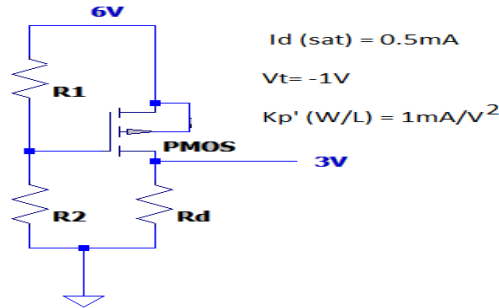 6V
Id (sat) = 0.5mA
R1
Vt= -1V
Kp' (W/L) = 1mA/V²
PMOS
3V
R2
Rd